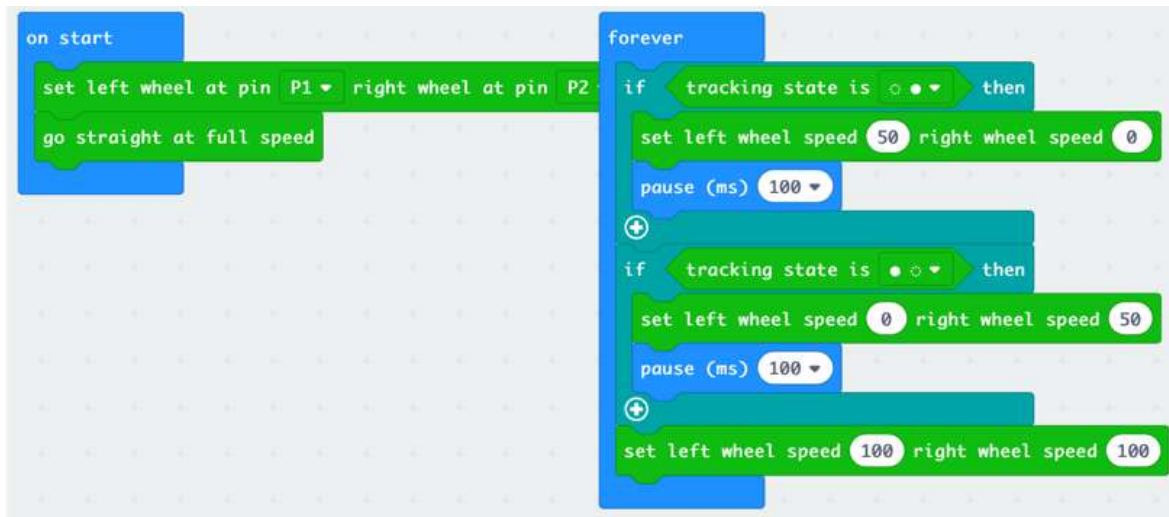 on start
set left wheel at pin P1 right wheel at pin P2
go straight at full speed
forever
if tracking state is ○ ● then
set left wheel speed 50 right wheel speed 0
pause (ms) 100
if tracking state is ● ○ then
set left wheel speed 0 right wheel speed 50
pause (ms) 100
set left wheel speed 100 right wheel speed 100